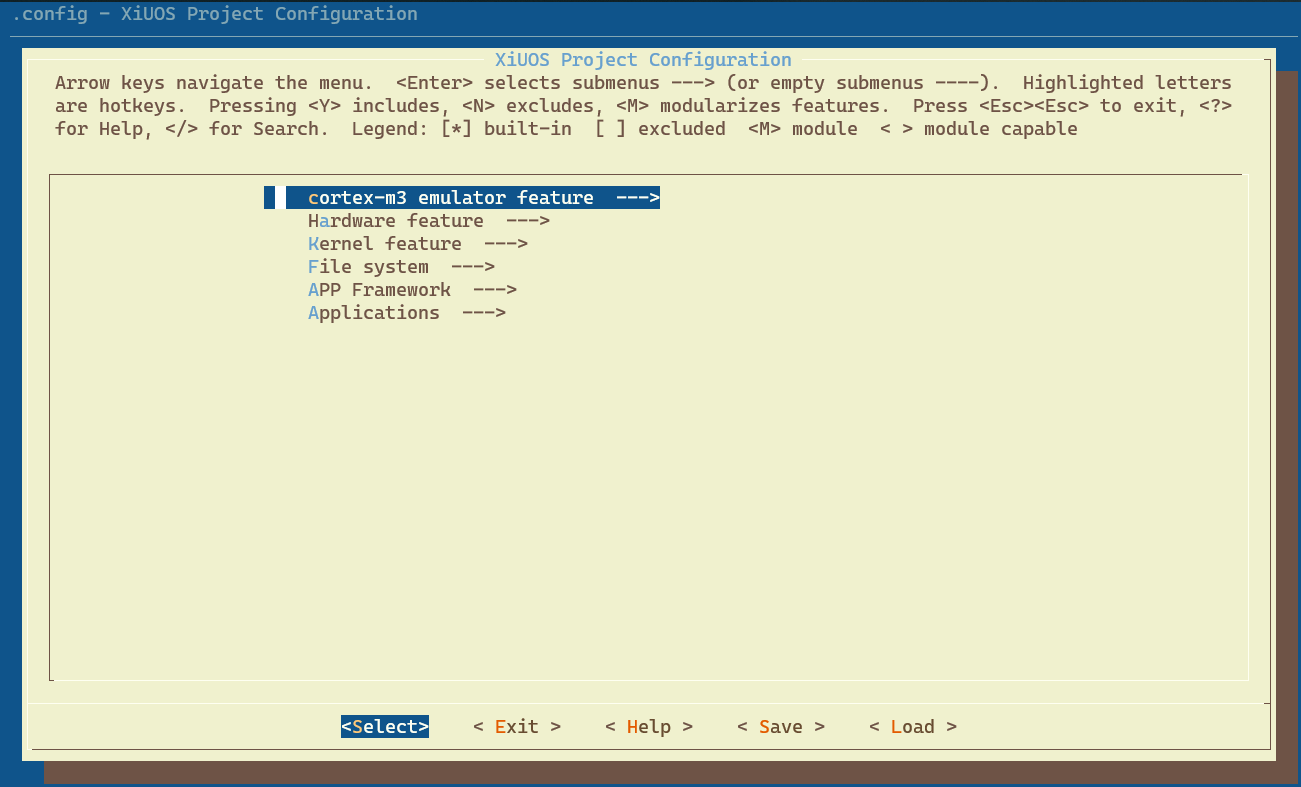 .config - XiUOS Project Configuration
XiUOS Project Configuration
Arrow keys navigate the menu.  <Enter> selects submenus ---> (or empty submenus ----).  Highlighted letters
are hotkeys.  Pressing <Y> includes, <N> excludes, <M> modularizes features.  Press <Esc><Esc> to exit, <?>
for Help, </> for Search.  Legend: [*] built-in  [ ] excluded  <M> module  < > module capable
cortex-m3 emulator feature  --->
Hardware feature  --->
Kernel feature  --->
File system  --->
APP Framework  --->
Applications  --->
<Select>    < Exit >    < Help >    < Save >    < Load >